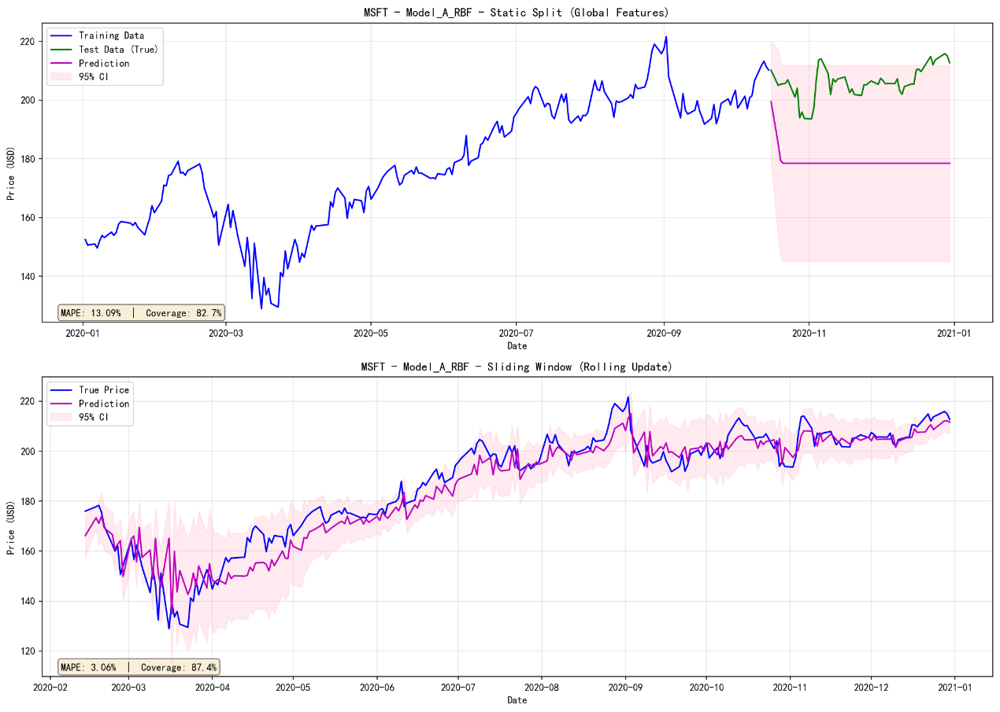 MSFT - Model_A_RBF - Static Split (Global Features)
Price (USD)
220
200
180
160
140
Training Data
Test Data (True)
Prediction
95% CI
MAPE: 13.09% | Coverage: 82.7%
2020-01 2020-03 2020-05 2020-07 2020-09 2020-11 2021-01
Date
MSFT - Model_A_RBF - Sliding Window (Rolling Update)
Price (USD)
220
200
180
160
140
120
True Price
Prediction
95% CI
MAPE: 3.06% | Coverage: 87.4%
2020-02 2020-03 2020-04 2020-05 2020-06 2020-07 2020-08 2020-09 2020-10 2020-11 2020-12 2021-01
Date